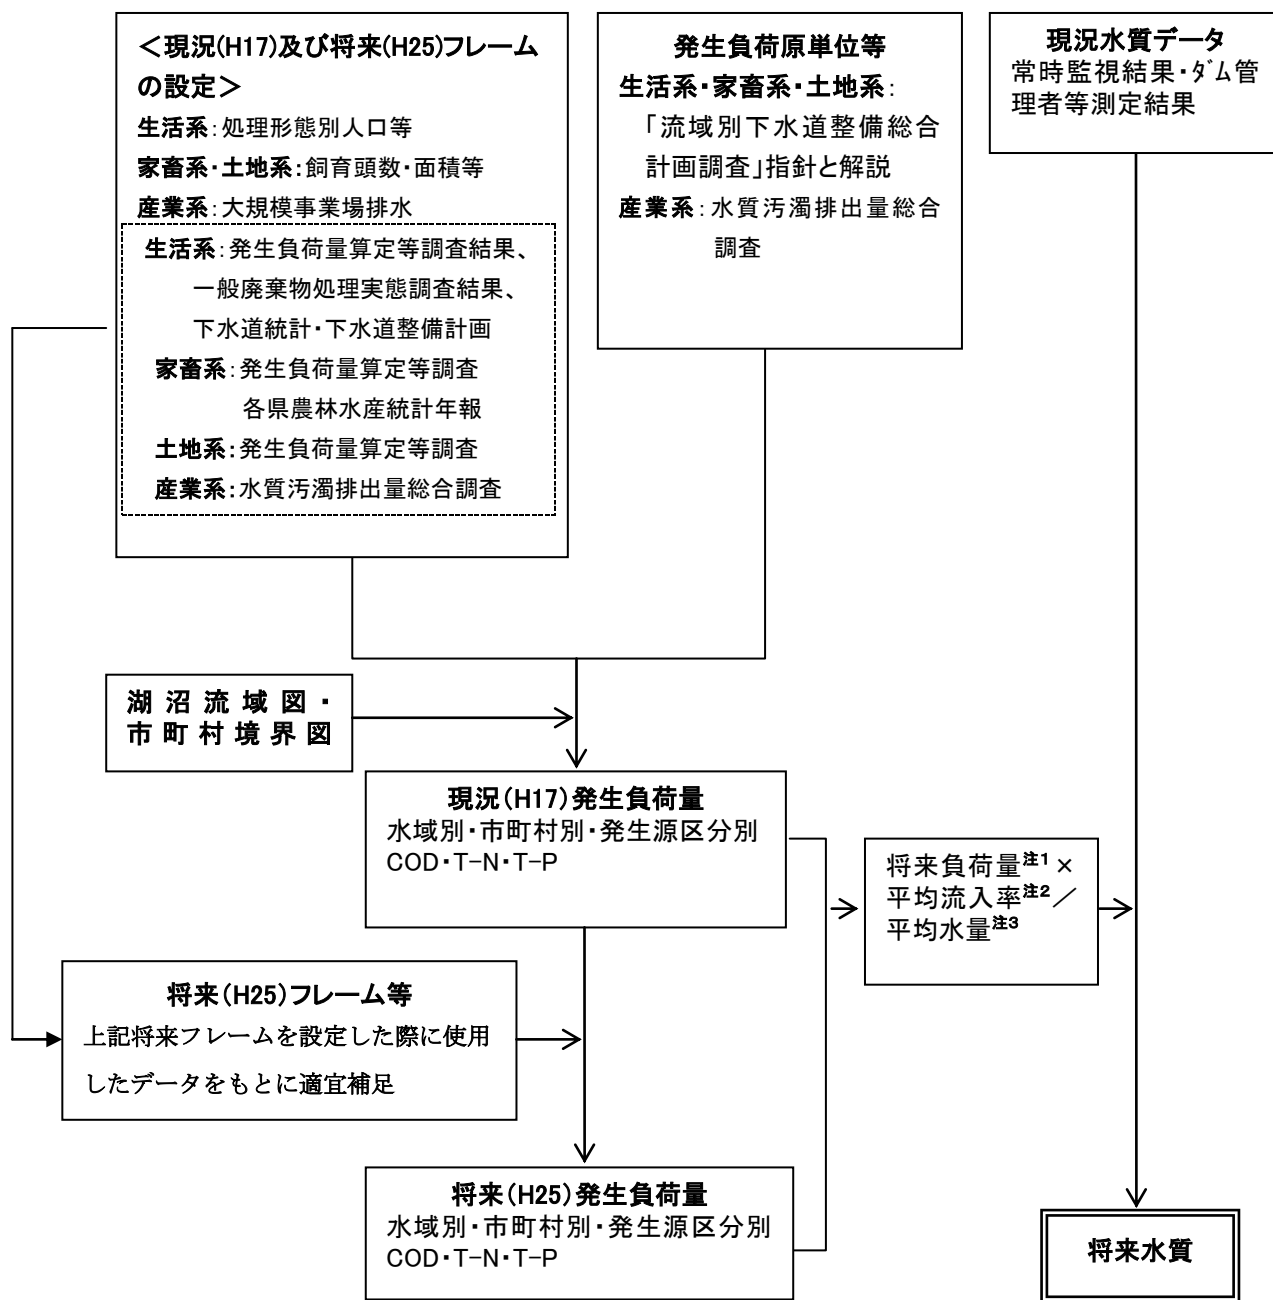 ＜現況(H17)及び将来(H25)フレーム
の設定＞
生活系：処理形態別人口等
家畜系・土地系：飼育頭数・面積等
産業系：大規模事業場排水
生活系：発生負荷量算定等調査結果、
一般廃棄物処理実態調査結果、
下水道統計・下水道整備計画
家畜系：発生負荷量算定等調査
各県農林水産統計年報
土地系：発生負荷量算定等調査
産業系：水質汚濁排出量総合調査
発生負荷原単位等
生活系・家畜系・土地系：
「流域別下水道整備総合
計画調査」指針と解説
産業系：水質汚濁排出量総合
調査
現況水質データ
常時監視結果・ﾀﾞﾑ管
理者等測定結果
湖沼流域図・
市町村境界図
現況(H17)発生負荷量
水域別・市町村別・発生源区分別
COD・T-N・T-P
将来負荷量注1×
平均流入率注2／
平均水量注3
将来(H25)フレーム等
上記将来フレームを設定した際に使用
したデータをもとに適宜補足
将来(H25)発生負荷量
水域別・市町村別・発生源区分別
COD・T-N・T-P
将来水質